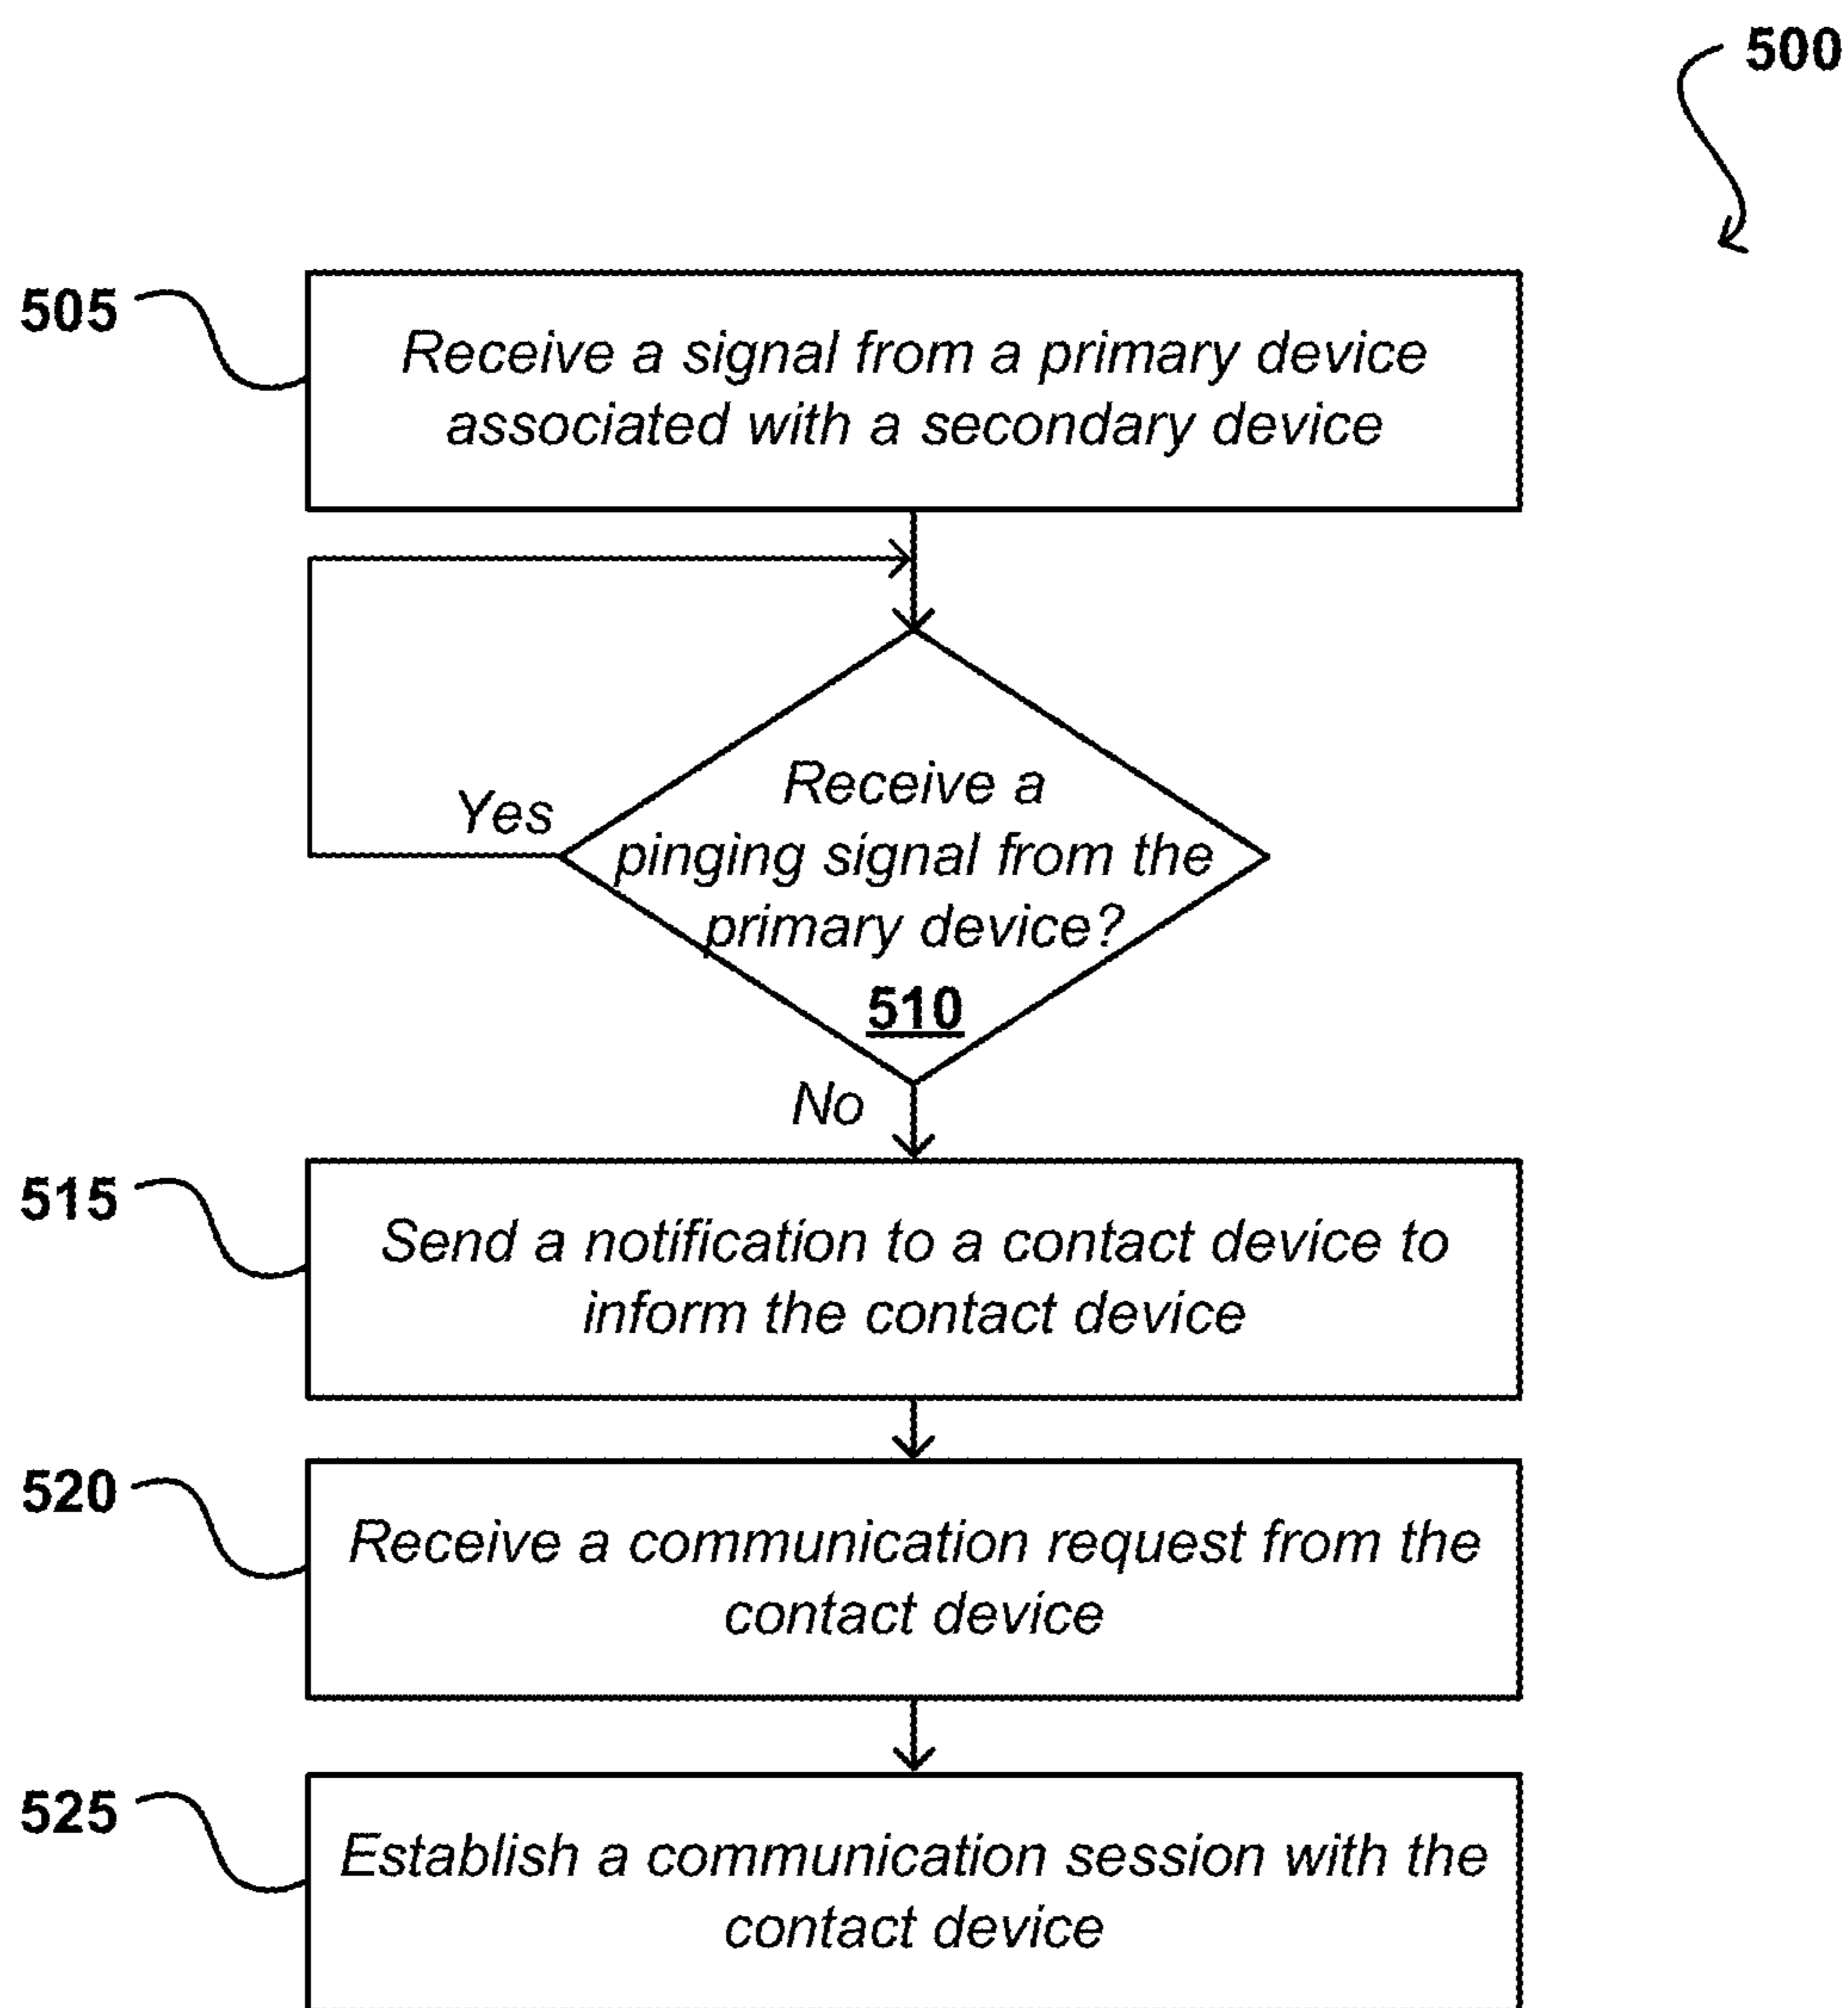 500
505
Receive a signal from a primary device
associated with a secondary device
Yes
Receive a
pinging signal from the
primary device?
510
No
515
Send a notification to a contact device to
inform the contact device
520
Receive a communication request from the
contact device
525
Establish a communication session with the
contact device